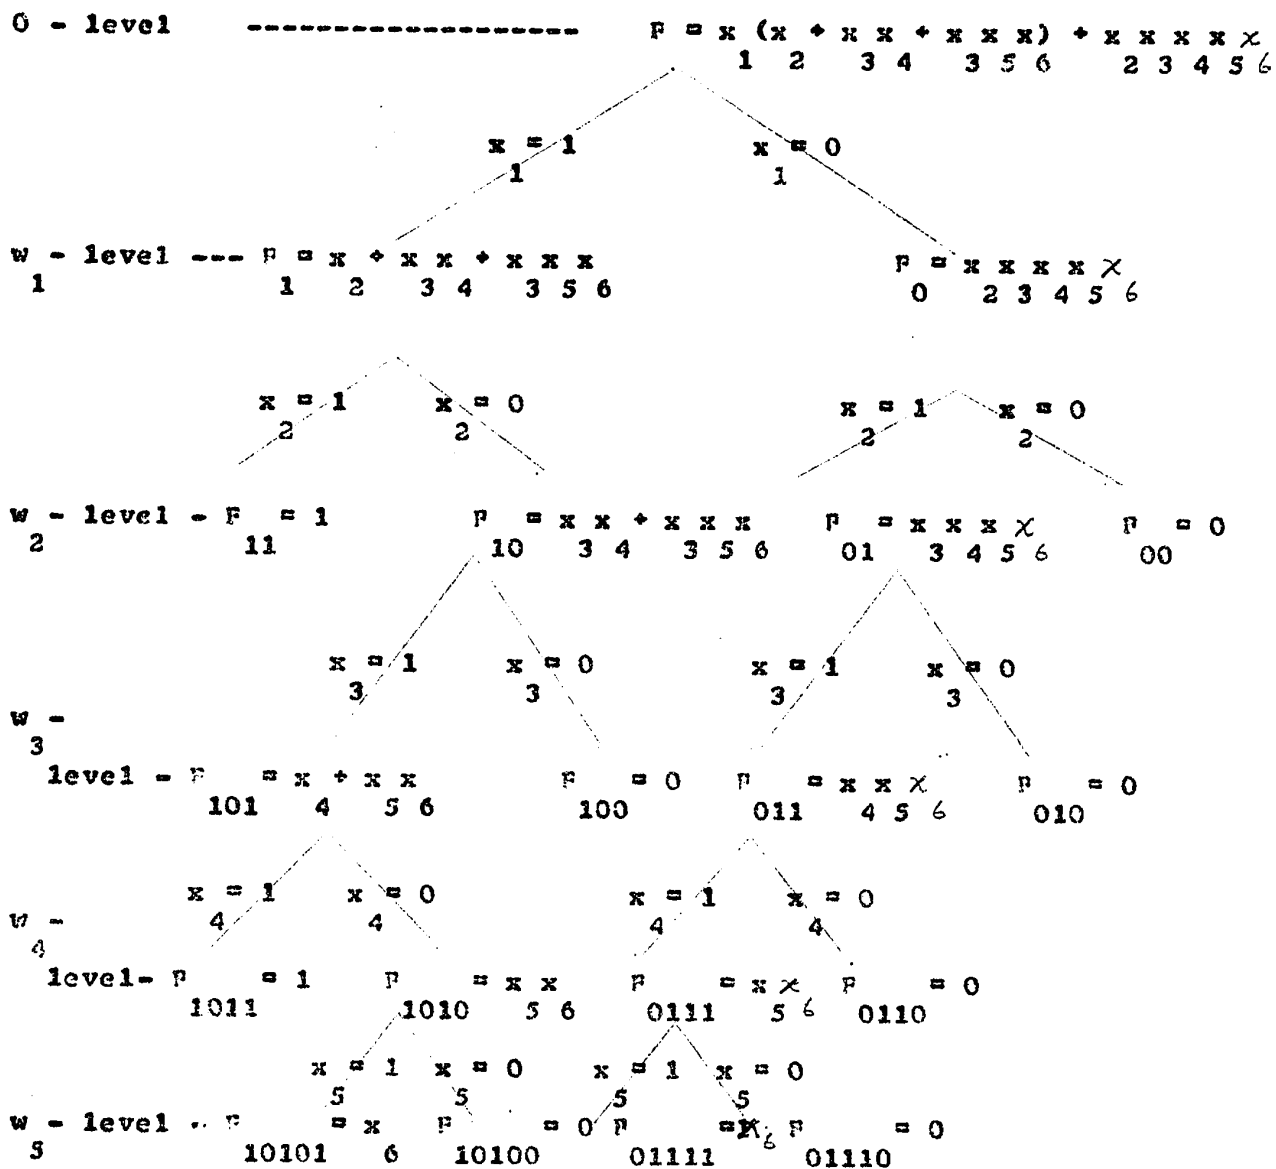 0 - level ------------------- F = x (x + x x + x x x) + x x x x x
1 2 3 4 3 5 6 2 3 4 5 6
x = 1 x = 0
1 1
w - level --- F = x + x x + x x x F = x x x x x
1 1 2 3 4 3 5 6 0 2 3 4 5 6
x = 1 x = 0 x = 1 x = 0
2 2 2 2
w - level - F = 1 F = x x + x x x F = x x x x F = 0
2 11 10 3 4 3 5 6 01 3 4 5 6 00
x = 1 x = 0 x = 1 x = 0
3 3 3 3
w -
3
level - F = x + x x F = 0 F = x x x F = 0
101 4 5 6 100 011 4 5 6 010
x = 1 x = 0 x = 1 x = 0
4 4 4 4
w -
4
level- F = 1 F = x x F = x x F = 0
1011 1010 5 6 0111 5 6 0110
x = 1 x = 0 x = 1 x = 0
5 5 5 5
w - level - F = x F = 0 F = x F = 0
5 10101 6 10100 01111 6 01110